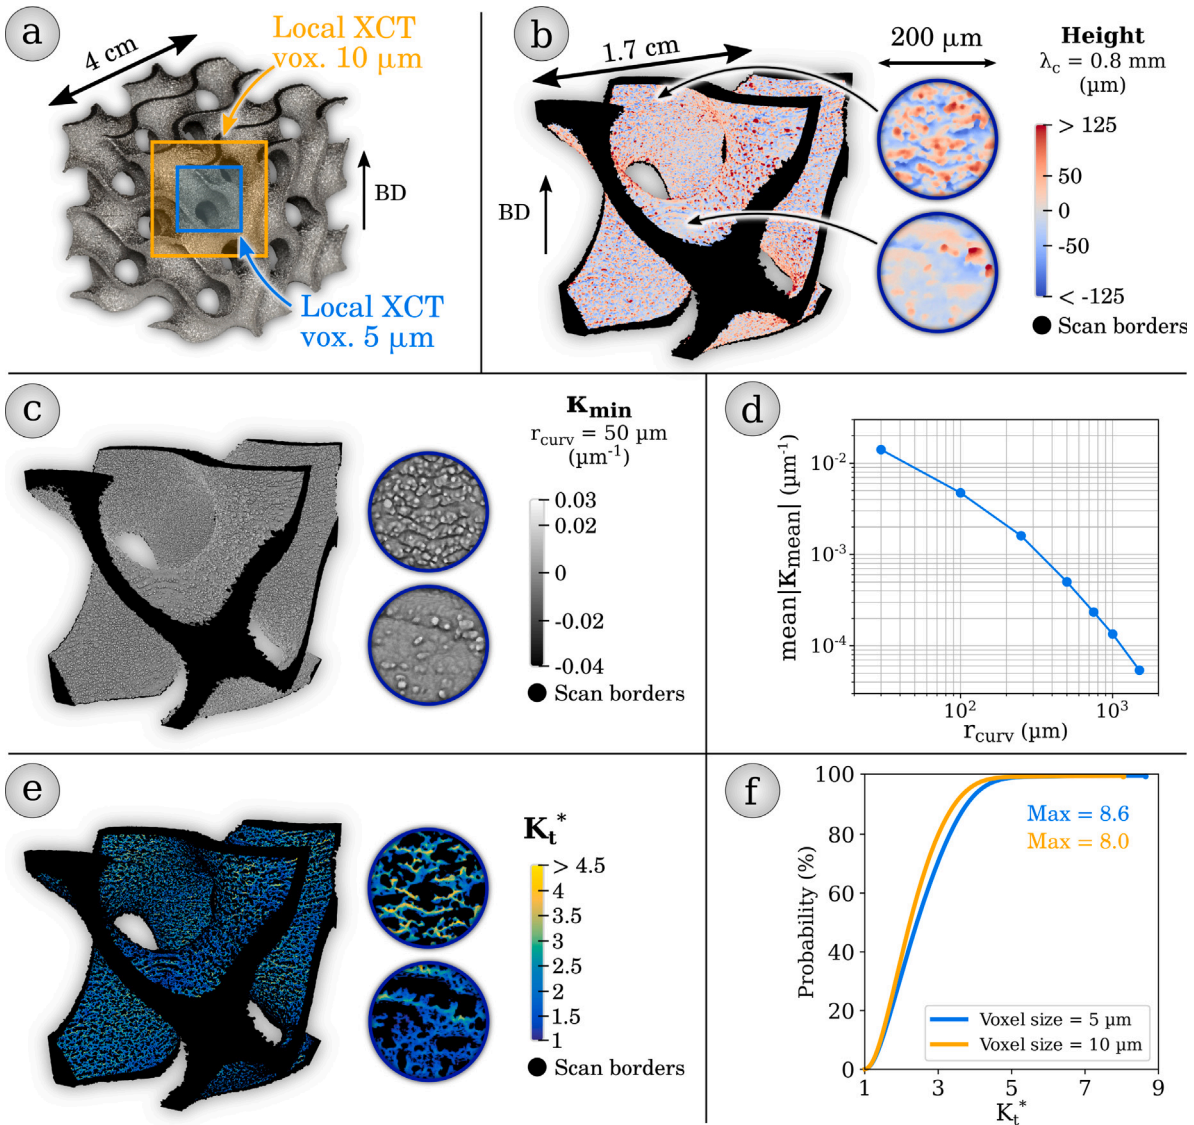 a
4 cm
Local XCT
vox. 10 µm
BD
Local XCT
vox. 5 µm
b
1.7 cm
BD
200 µm
Height
λc = 0.8 mm
(µm)
> 125
50
0
-50
< -125
Scan borders
c
κmin
rcurv = 50 µm
(µm-1)
0.03
0.02
0
-0.02
-0.04
Scan borders
d
mean|κmean| (µm-1)
10-2
10-3
10-4
102
103
rcurv (µm)
e
Kt*
> 4.5
4
3.5
3
2.5
2
1.5
1
Scan borders
f
Probability (%)
100
80
60
40
20
0
Max = 8.6
Max = 8.0
Voxel size = 5 µm
Voxel size = 10 µm
1
3
5
7
9
Kt*